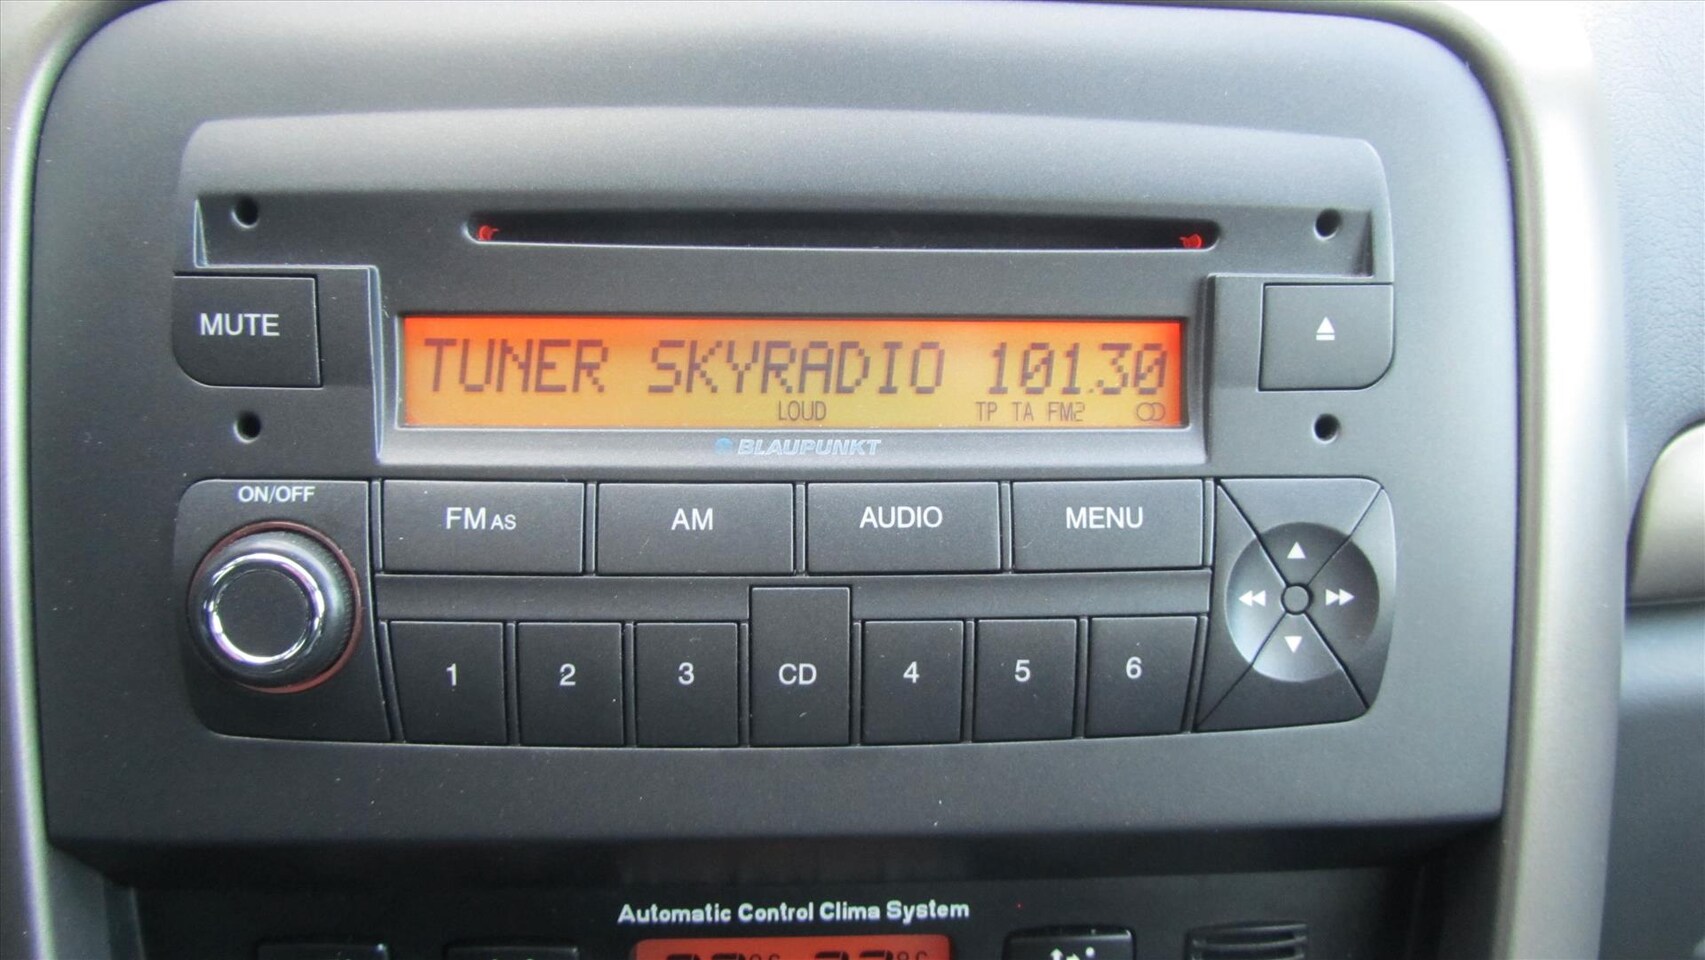 MUTE
TUNER SKYRADIO 101.30
LOUD TP TA FM2
BLAUPUNKT
ON/OFF
FM AS AM AUDIO MENU
1 2 3 CD 4 5 6
Automatic Control Clima System